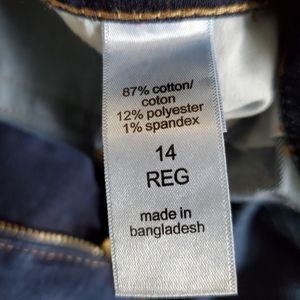 87% cotton/
coton
12% polyester
1% spandex
14
REG
made in
bangladesh